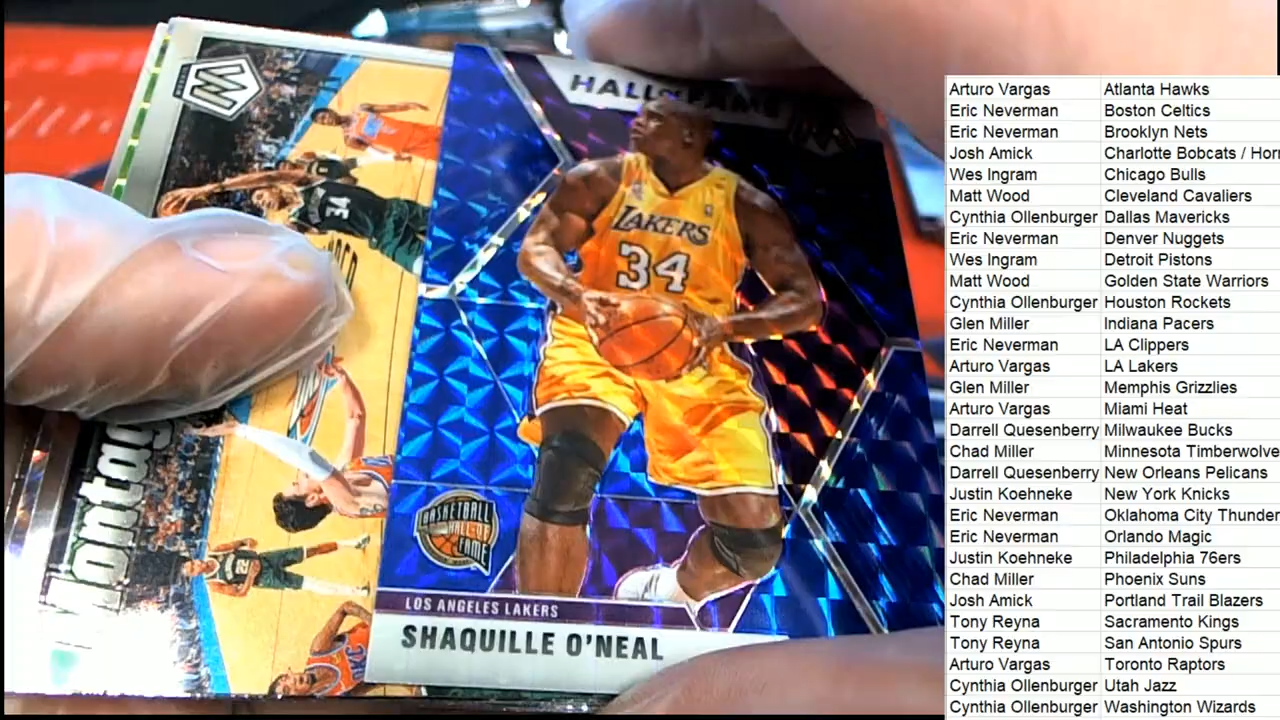 HALL OF FAME
LAKERS
34
BASKETBALL
HALL-OF
FAME
LOS ANGELES LAKERS
SHAQUILLE O'NEAL
34
22
Montag
Arturo Vargas Atlanta Hawks
Eric Neverman Boston Celtics
Eric Neverman Brooklyn Nets
Josh Amick Charlotte Bobcats / Horn
Wes Ingram Chicago Bulls
Matt Wood Cleveland Cavaliers
Cynthia Ollenburger Dallas Mavericks
Eric Neverman Denver Nuggets
Wes Ingram Detroit Pistons
Matt Wood Golden State Warriors
Cynthia Ollenburger Houston Rockets
Glen Miller Indiana Pacers
Eric Neverman LA Clippers
Arturo Vargas LA Lakers
Glen Miller Memphis Grizzlies
Arturo Vargas Miami Heat
Darrell Quesenberry Milwaukee Bucks
Chad Miller Minnesota Timberwolve
Darrell Quesenberry New Orleans Pelicans
Justin Koehneke New York Knicks
Eric Neverman Oklahoma City Thunder
Eric Neverman Orlando Magic
Justin Koehneke Philadelphia 76ers
Chad Miller Phoenix Suns
Josh Amick Portland Trail Blazers
Tony Reyna Sacramento Kings
Tony Reyna San Antonio Spurs
Arturo Vargas Toronto Raptors
Cynthia Ollenburger Utah Jazz
Cynthia Ollenburger Washington Wizards